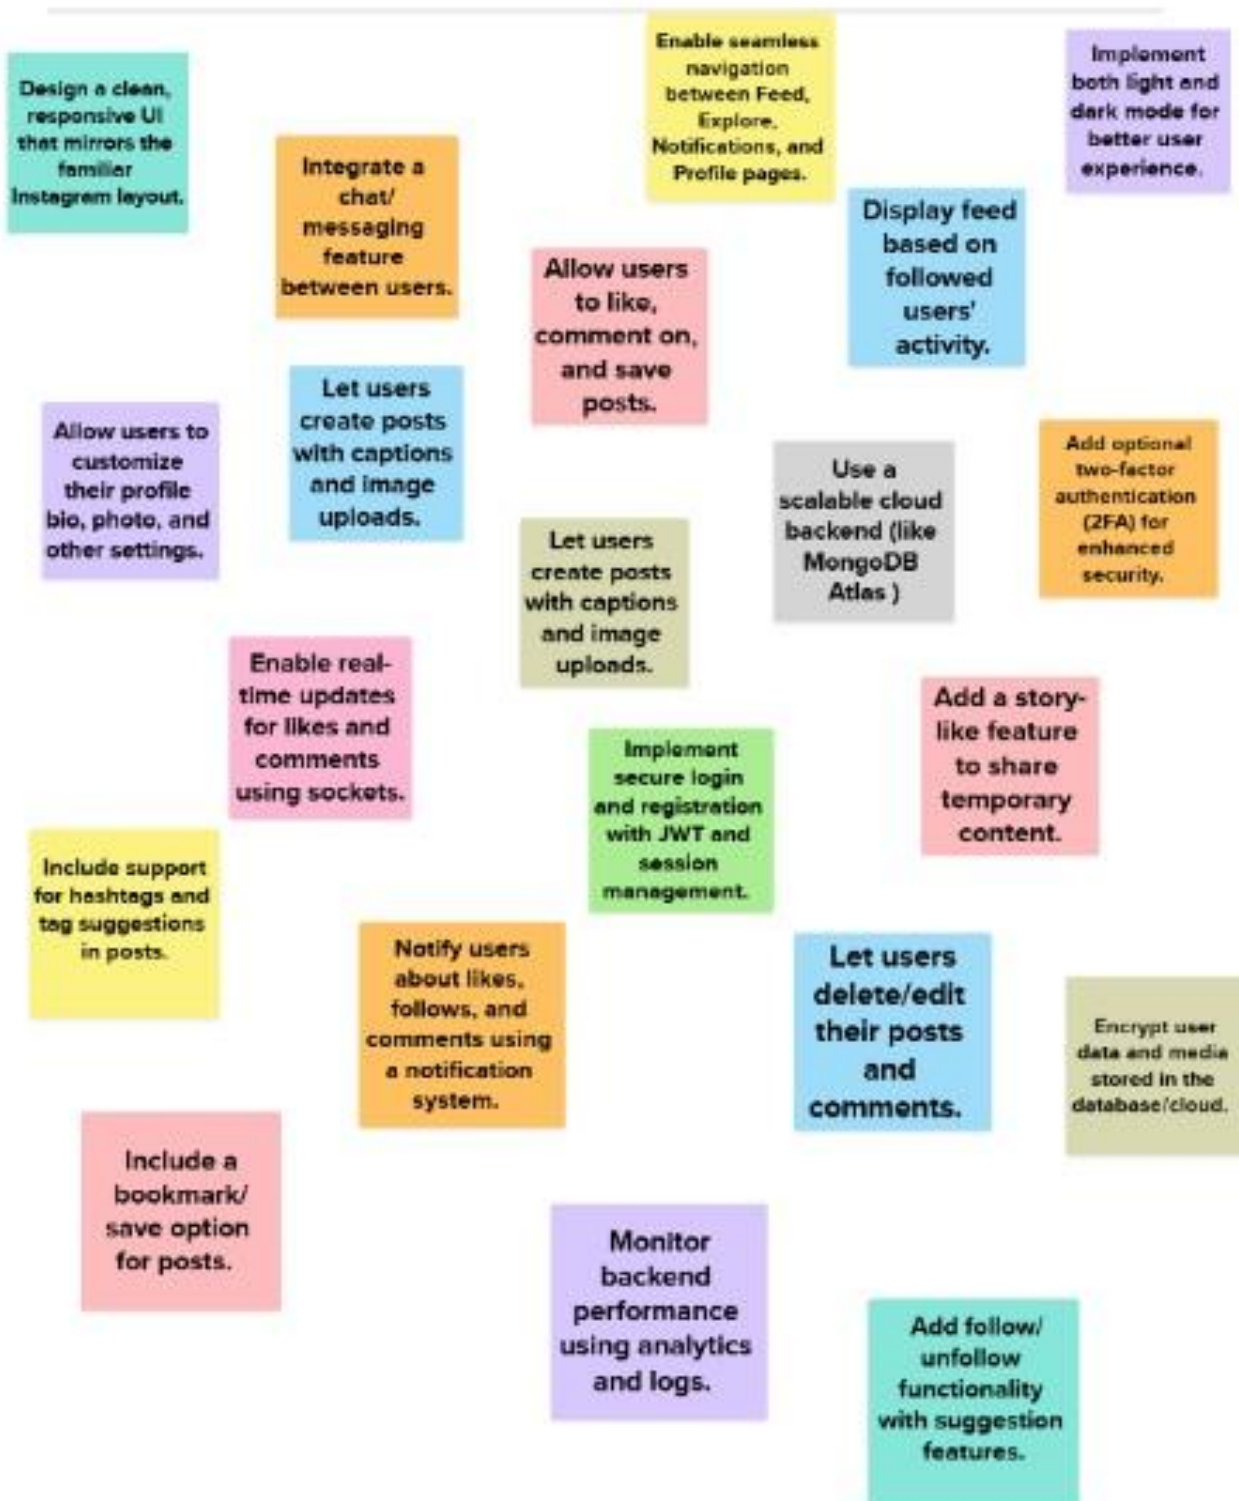 Design a clean,
responsive UI
that mirrors the
familiar
Instagram layout.
Integrate a
chat/
messaging
feature
between users.
Enable seamless
navigation
between Feed,
Explore,
Notifications, and
Profile pages.
Implement
both light and
dark mode for
better user
experience.
Display feed
based on
followed
users'
activity.
Allow users
to like,
comment on,
and save
posts.
Let users
create posts
with captions
and image
uploads.
Allow users to
customize
their profile
bio, photo, and
other settings.
Use a
scalable cloud
backend (like
MongoDB
Atlas )
Add optional
two-factor
authentication
(2FA) for
enhanced
security.
Let users
create posts
with captions
and image
uploads.
Enable real-
time updates
for likes and
comments
using sockets.
Add a story-
like feature
to share
temporary
content.
Implement
secure login
and registration
with JWT and
session
management.
Include support
for hashtags and
tag suggestions
in posts.
Notify users
about likes,
follows, and
comments using
a notification
system.
Let users
delete/edit
their posts
and
comments.
Encrypt user
data and media
stored in the
database/cloud.
Include a
bookmark/
save option
for posts.
Monitor
backend
performance
using analytics
and logs.
Add follow/
unfollow
functionality
with suggestion
features.